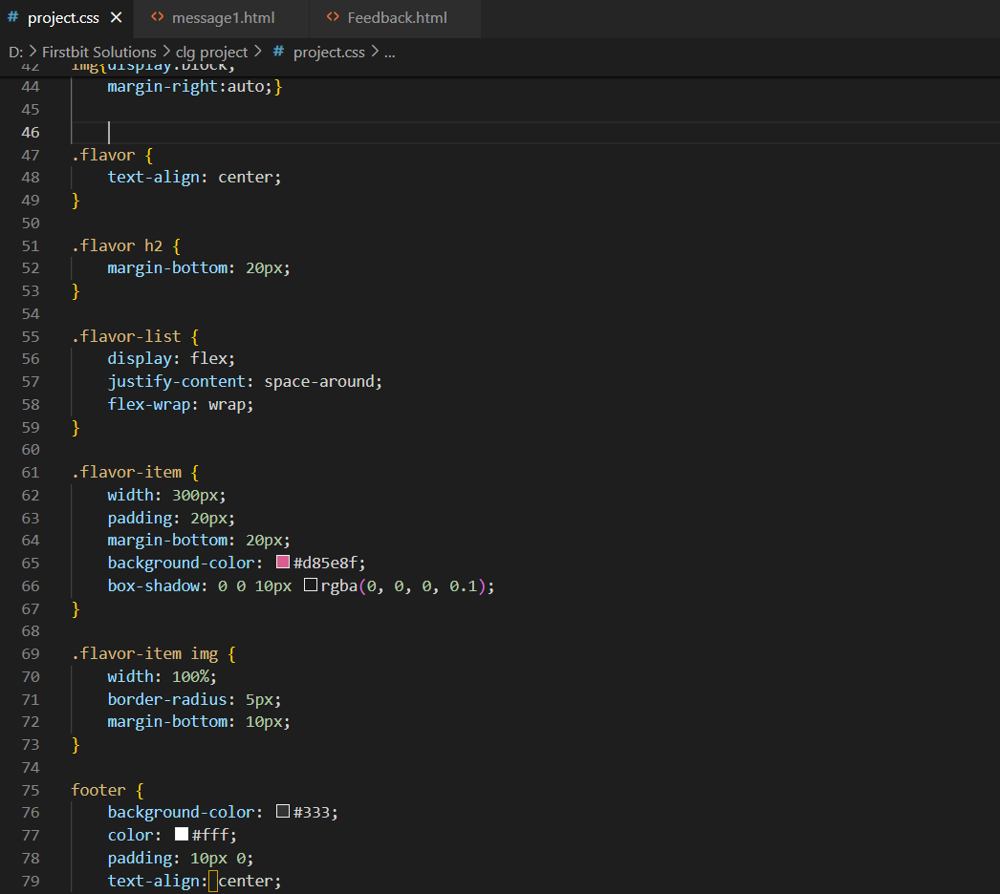 # project.css × <> message1.html <> Feedback.html
D: > Firstbit Solutions > clg project > # project.css > ...
42 img{display:block;
44 margin-right:auto;}
45
46
47 .flavor {
48 text-align: center;
49 }
50
51 .flavor h2 {
52 margin-bottom: 20px;
53 }
54
55 .flavor-list {
56 display: flex;
57 justify-content: space-around;
58 flex-wrap: wrap;
59 }
60
61 .flavor-item {
62 width: 300px;
63 padding: 20px;
64 margin-bottom: 20px;
65 background-color: #d85e8f;
66 box-shadow: 0 0 10px rgba(0, 0, 0, 0.1);
67 }
68
69 .flavor-item img {
70 width: 100%;
71 border-radius: 5px;
72 margin-bottom: 10px;
73 }
74
75 footer {
76 background-color: #333;
77 color: #fff;
78 padding: 10px 0;
79 text-align: center;